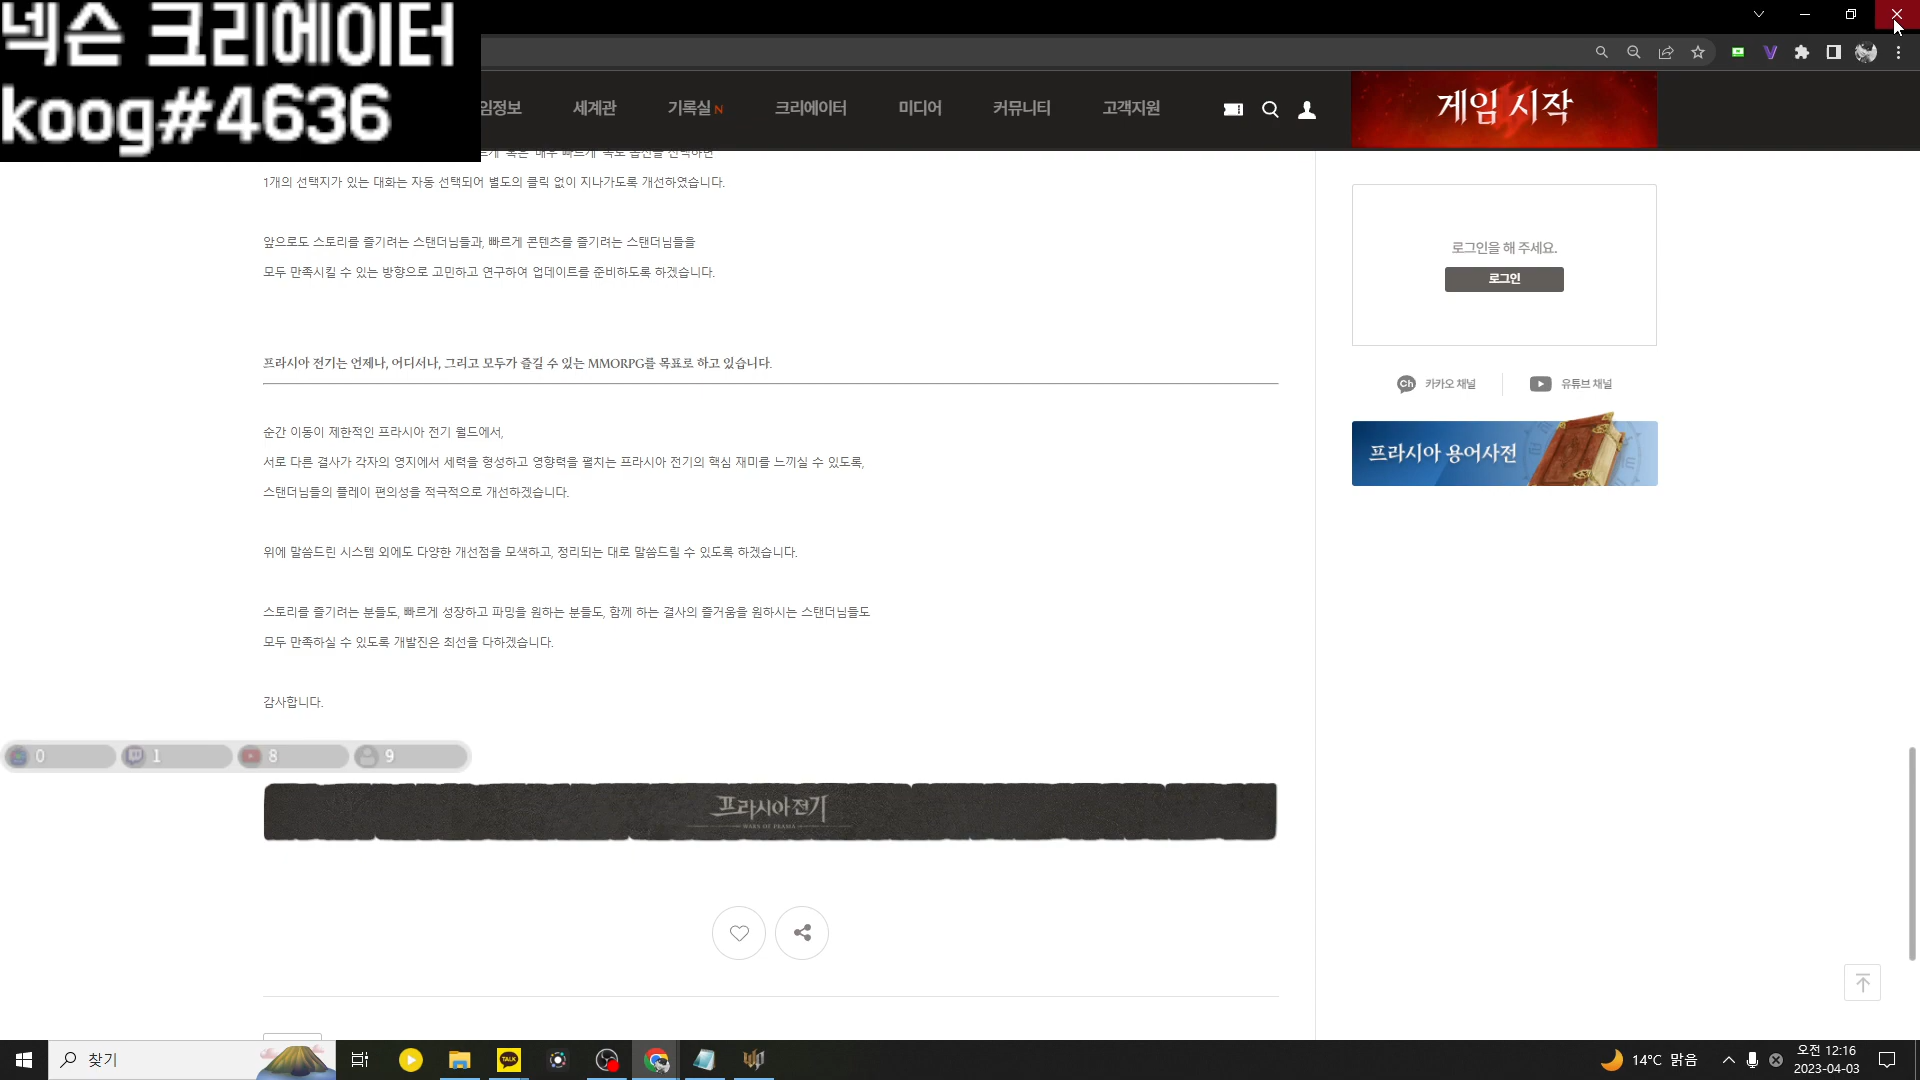 넥슨 크리에이터
koog#4636
임정보 세계관 기록실 N 크리에이터 미디어 커뮤니티 고객지원
게임 시작
1개의 선택지가 있는 대화는 자동 선택되어 별도의 클릭 없이 지나가도록 개선하였습니다.
앞으로도 스토리를 즐기려는 스탠더님들과, 빠르게 콘텐츠를 즐기려는 스탠더님들을
모두 만족시킬 수 있는 방향으로 고민하고 연구하여 업데이트를 준비하도록 하겠습니다.
프라시아 전기는 언제나, 어디서나, 그리고 모두가 즐길 수 있는 MMORPG를 목표로 하고 있습니다.
순간 이동이 제한적인 프라시아 전기 월드에서,
서로 다른 결사가 각자의 영지에서 세력을 형성하고 영향력을 펼치는 프라시아 전기의 핵심 재미를 느끼실 수 있도록,
스탠더님들의 플레이 편의성을 적극적으로 개선하겠습니다.
위에 말씀드린 시스템 외에도 다양한 개선점을 모색하고, 정리되는 대로 말씀드릴 수 있도록 하겠습니다.
스토리를 즐기려는 분들도, 빠르게 성장하고 파밍을 원하는 분들도, 함께 하는 결사의 즐거움을 원하시는 스탠더님들도
모두 만족하실 수 있도록 개발진은 최선을 다하겠습니다.
감사합니다.
로그인을 해 주세요.
로그인
Ch 카카오 채널 유튜브 채널
프라시아 용어사전
0 1 8 9
프라시아 전기
WARS OF PRASIA
찾기
TALK
14°C 맑음
오전 12:16
2023-04-03